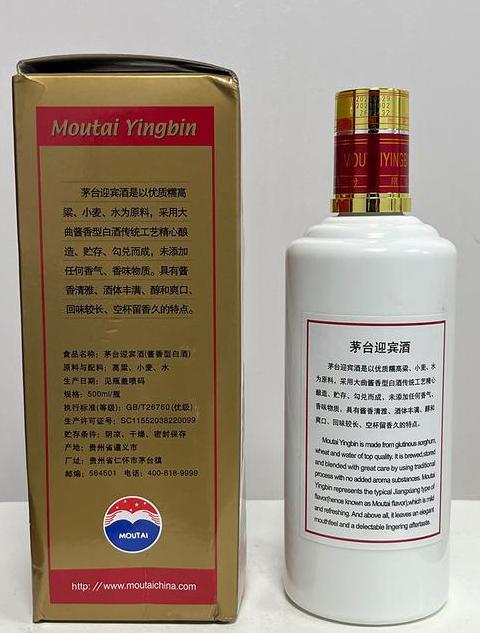 Moutai Yingbin
茅台迎宾酒是以优质糯高
粱、小麦、水为原料，采用大
曲酱香型白酒传统工艺精心酿
造、贮存、勾兑而成，未添加
任何香气、香味物质。具有酱
香清雅、酒体丰满、醇和爽口、
回味较长、空杯留香久的特点。
食品名称：茅台迎宾酒(酱香型白酒)
原料与配料：高粱、小麦、水
生产日期：见瓶盖喷码
规格：500ml/瓶
执行标准(等级)：GB/T26760(优级)
生产许可证号：SC11552038220099
贮存条件：阴凉、干燥、密封保存
产地：贵州省遵义市
厂址：贵州省仁怀市茅台镇
邮编：564501 电话：400-818-9999
MOUTAI
http: // www.moutaichina.com
MOUT IYINGB
茅台迎宾酒
茅台迎宾酒是以优质糯高粱、小麦、水
为原料，采用大曲酱香型白酒传统工艺精心
酿造、贮存、勾兑而成，未添加任何香气、
香味物质，具有酱香清雅、酒体丰满、醇和
爽口、回味较长、空杯留香久的特点。
Moutai Yingbin is made from glutinous sorghum,
wheat and water of top quality. It is brewed,stored
and blended with great care by using traditional
process with no added aroma substances. Moutai
Yingbin represents the typical Jiangxiang type of
flavor(hence known as Moutai flavor),which is mild
and refreshing. And above all, it leaves an elegant
mouthfeel and a delectable lingering aftertaste.